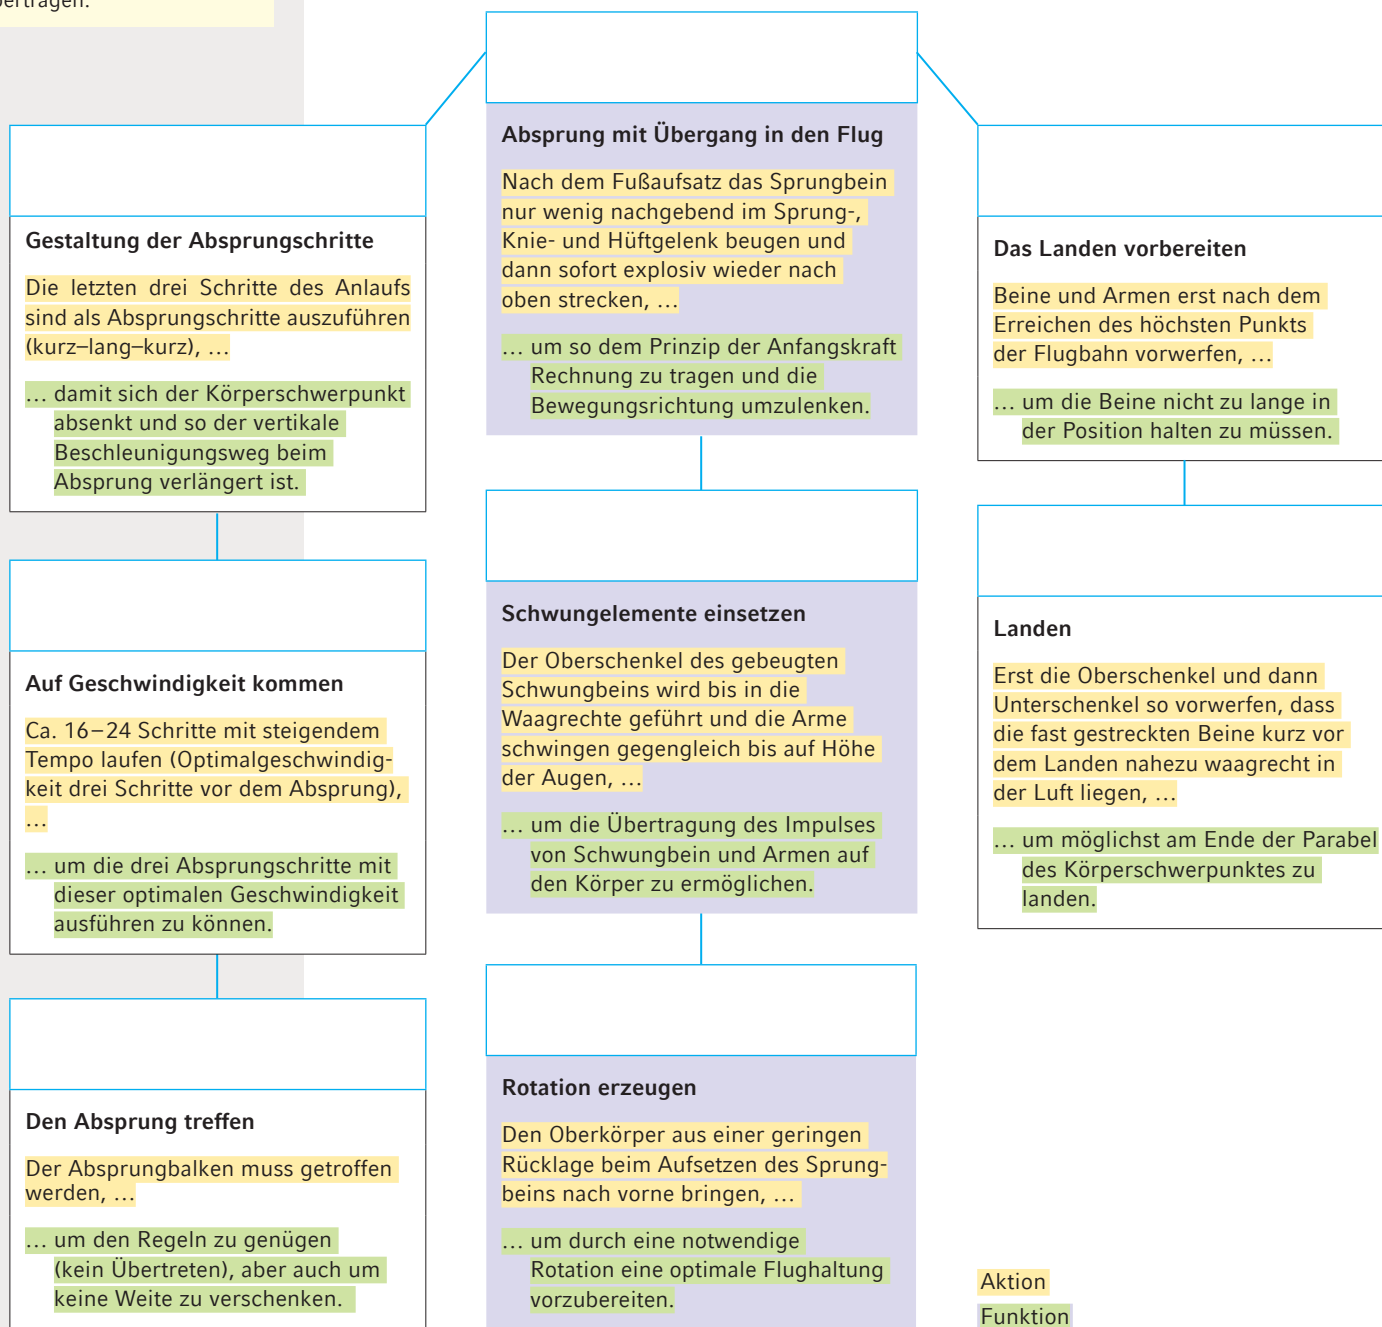 Gestaltung der Absprungschritte
Die letzten drei Schritte des Anlaufs
sind als Absprungschritte auszuführen
(kurz–lang–kurz), …
… damit sich der Körperschwerpunkt
absenkt und so der vertikale
Beschleunigungsweg beim
Absprung verlängert ist.
Auf Geschwindigkeit kommen
Ca. 16–24 Schritte mit steigendem
Tempo laufen (Optimalgeschwindig-
keit drei Schritte vor dem Absprung),
…
… um die drei Absprungschritte mit
dieser optimalen Geschwindigkeit
ausführen zu können.
Den Absprung treffen
Der Absprungbalken muss getroffen
werden, …
… um den Regeln zu genügen
(kein Übertreten), aber auch um
keine Weite zu verschenken.
Absprung mit Übergang in den Flug
Nach dem Fußaufsatz das Sprungbein
nur wenig nachgebend im Sprung-,
Knie- und Hüftgelenk beugen und
dann sofort explosiv wieder nach
oben strecken, …
… um so dem Prinzip der Anfangskraft
Rechnung zu tragen und die
Bewegungsrichtung umzulenken.
Schwungelemente einsetzen
Der Oberschenkel des gebeugten
Schwungbeins wird bis in die
Waagrechte geführt und die Arme
schwingen gegengleich bis auf Höhe
der Augen, …
… um die Übertragung des Impulses
von Schwungbein und Armen auf
den Körper zu ermöglichen.
Rotation erzeugen
Den Oberkörper aus einer geringen
Rücklage beim Aufsetzen des Sprung-
beins nach vorne bringen, …
… um durch eine notwendige
Rotation eine optimale Flughaltung
vorzubereiten.
Das Landen vorbereiten
Beine und Armen erst nach dem
Erreichen des höchsten Punkts
der Flugbahn vorwerfen, …
… um die Beine nicht zu lange in
der Position halten zu müssen.
Landen
Erst die Oberschenkel und dann
Unterschenkel so vorwerfen, dass
die fast gestreckten Beine kurz vor
dem Landen nahezu waagrecht in
der Luft liegen, …
… um möglichst am Ende der Parabel
des Körperschwerpunktes zu
landen.
Aktion
Funktion